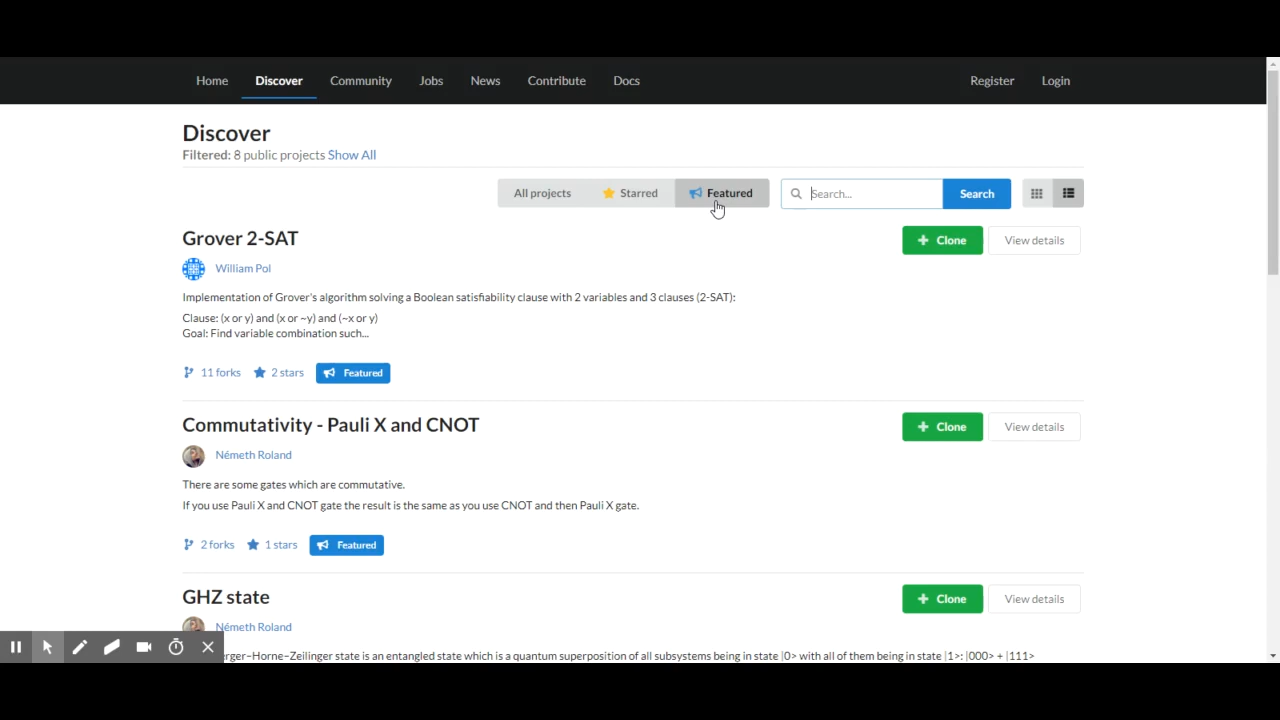 Home Discover Community Jobs News Contribute Docs Register Login
Discover
Filtered: 8 public projects Show All
All projects Starred Featured Search... Search
Grover 2-SAT
Clone View details
William Pol
Implementation of Grover's algorithm solving a Boolean satisfiability clause with 2 variables and 3 clauses (2-SAT):
Clause: (x or y) and (x or ~y) and (~x or y)
Goal: Find variable combination such...
11 forks 2 stars Featured
Commutativity - Pauli X and CNOT
Clone View details
Németh Roland
There are some gates which are commutative.
If you use Pauli X and CNOT gate the result is the same as you use CNOT and then Pauli X gate.
2 forks 1 stars Featured
GHZ state
Clone View details
Németh Roland
erger–Horne–Zeilinger state is an entangled state which is a quantum superposition of all subsystems being in state |0> with all of them being in state |1>: |000> + |111>